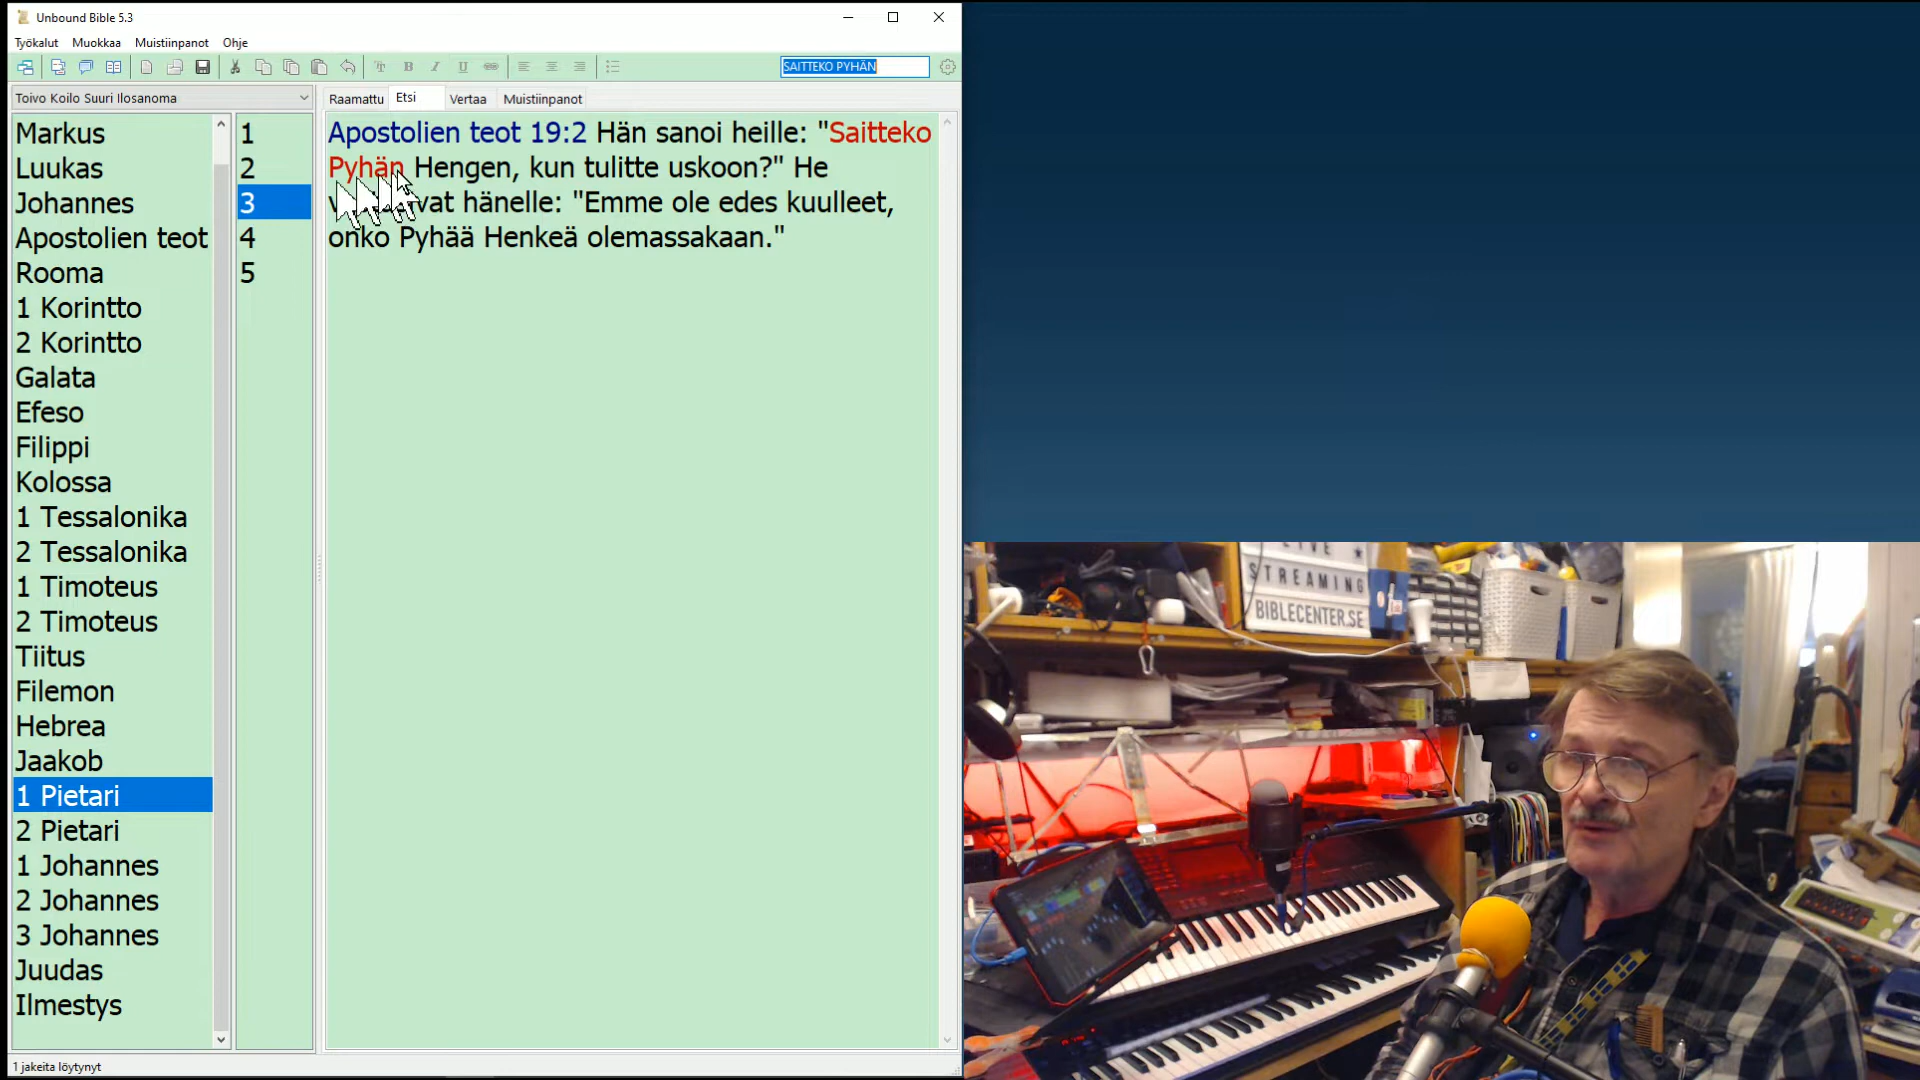 Unbound Bible 5.3
Työkalut Muokkaa Muistiinpanot Ohje
SAITTEKO PYHÄN
Toivo Koilo Suuri Ilosanoma
Raamattu Etsi Vertaa Muistiinpanot
Markus
Luukas
Johannes
Apostolien teot
Rooma
1 Korintto
2 Korintto
Galata
Efeso
Filippi
Kolossa
1 Tessalonika
2 Tessalonika
1 Timoteus
2 Timoteus
Tiitus
Filemon
Hebrea
Jaakob
1 Pietari
2 Pietari
1 Johannes
2 Johannes
3 Johannes
Juudas
Ilmestys
1
2
3
4
5
Apostolien teot 19:2 Hän sanoi heille: "Saitteko
Pyhän Hengen, kun tulitte uskoon?" He
hänelle: "Emme ole edes kuulleet,
onko Pyhää Henkeä olemassakaan."
1 jakeita löytynyt
LIVE
STREAMING
BIBLECENTER.SE